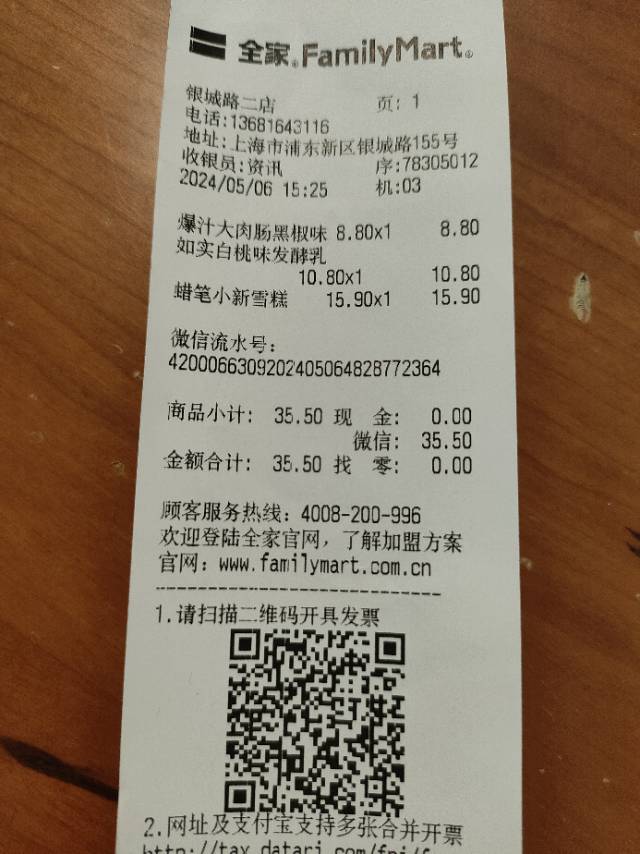 全家 FamilyMart
银城路二店 页: 1
电话:13681643116
地址:上海市浦东新区银城路155号
收银员:资讯 序:78305012
2024/05/06 15:25 机:03
爆汁大肉肠黑椒味 8.80x1 8.80
如实白桃味发酵乳
10.80x1 10.80
蜡笔小新雪糕 15.90x1 15.90
微信流水号:
4200066309202405064828772364
商品小计: 35.50 现 金: 0.00
微信: 35.50
金额合计: 35.50 找 零: 0.00
顾客服务热线: 4008-200-996
欢迎登陆全家官网，了解加盟方案
官网: www.familymart.com.cn
1.请扫描二维码开具发票
2.网址及支付宝支持多张合并开票